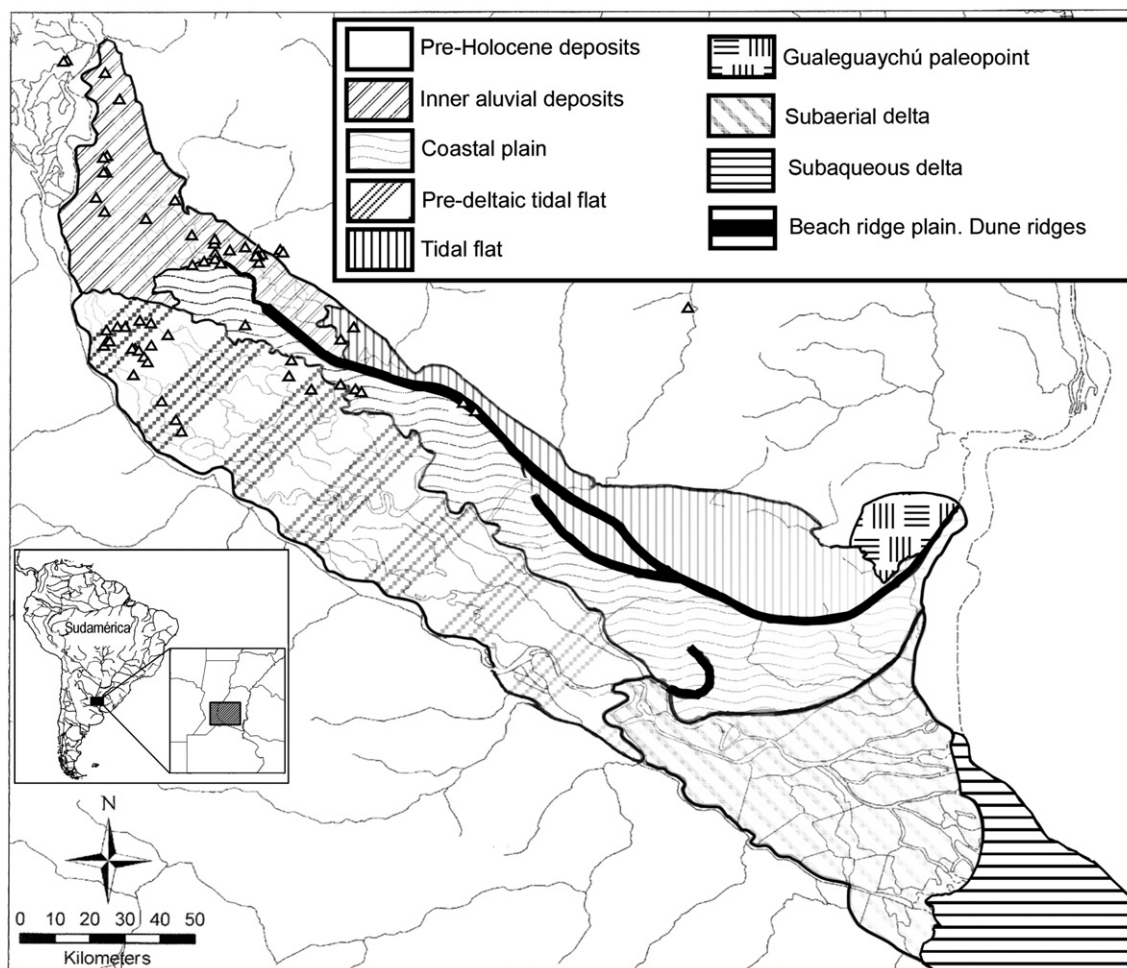 Pre-Holocene deposits
Inner aluvial deposits
Coastal plain
Pre-deltaic tidal flat
Tidal flat
Gualeguaychú paleopoint
Subaerial delta
Subaqueous delta
Beach ridge plain. Dune ridges
Sudamérica
N
0 10 20 30 40 50
Kilometers